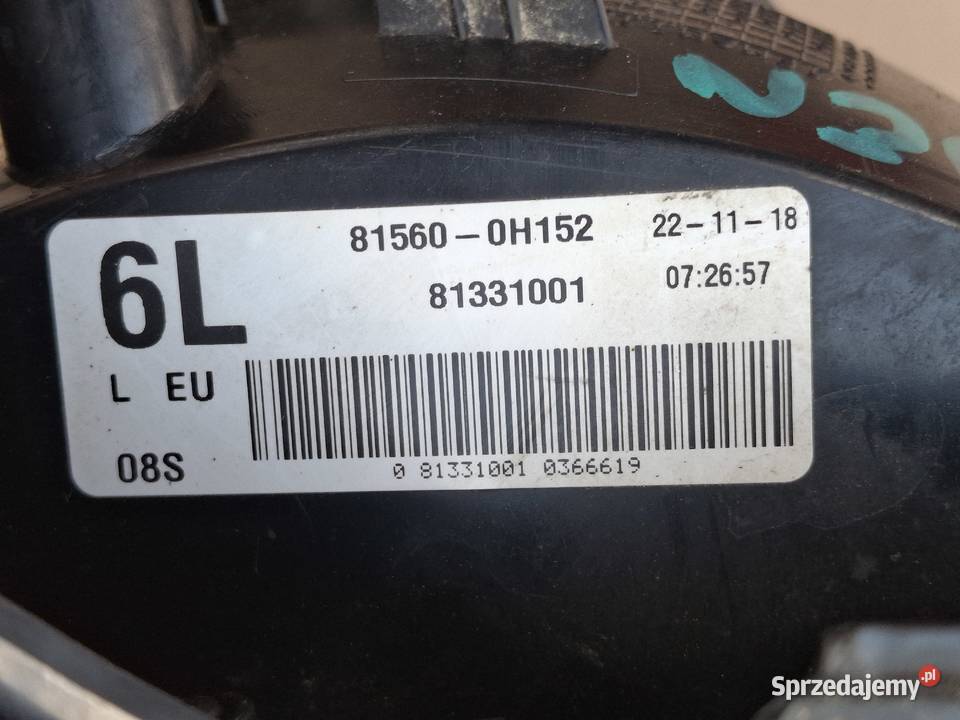 81560-0H152 22-11-18
6L 81331001 07:26:57
L EU
08S
0 81331001 0366619
Sprzedajemy.pl